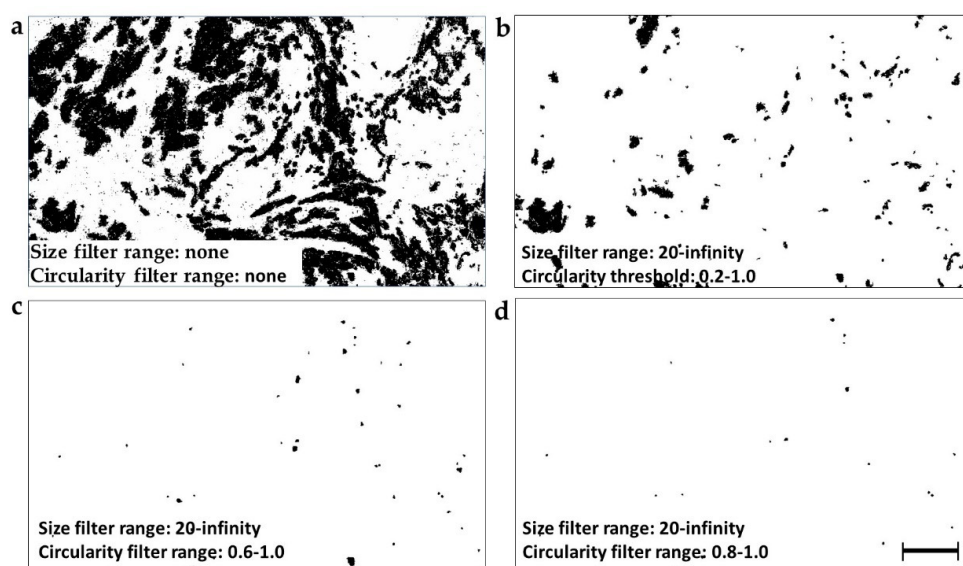 a
Size filter range: none
Circularity filter range: none
b
Size filter range: 20-infinity
Circularity threshold: 0.2-1.0
c
Size filter range: 20-infinity
Circularity filter range: 0.6-1.0
d
Size filter range: 20-infinity
Circularity filter range: 0.8-1.0